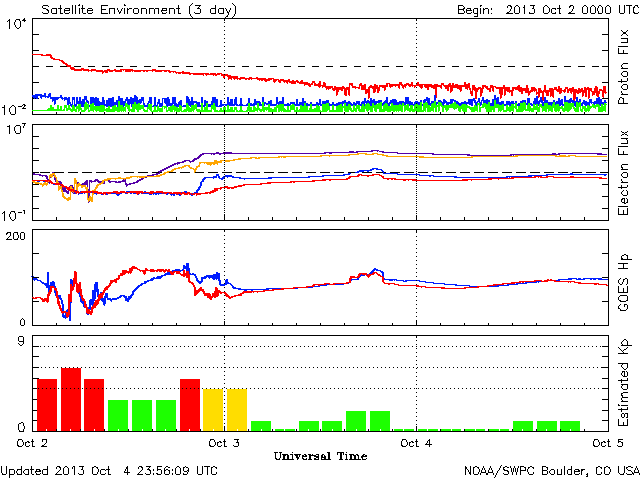 Satellite Environment (3 day) Begin: 2013 Oct 2 0000 UTC
10^4
10^-2
Proton Flux
10^7
10^-1
Electron Flux
200
0
GOES Hp
9
0
Estimated Kp
Oct 2 Oct 3 Oct 4 Oct 5
Universal Time
Updated 2013 Oct 4 23:56:09 UTC NOAA/SWPC Boulder, CO USA